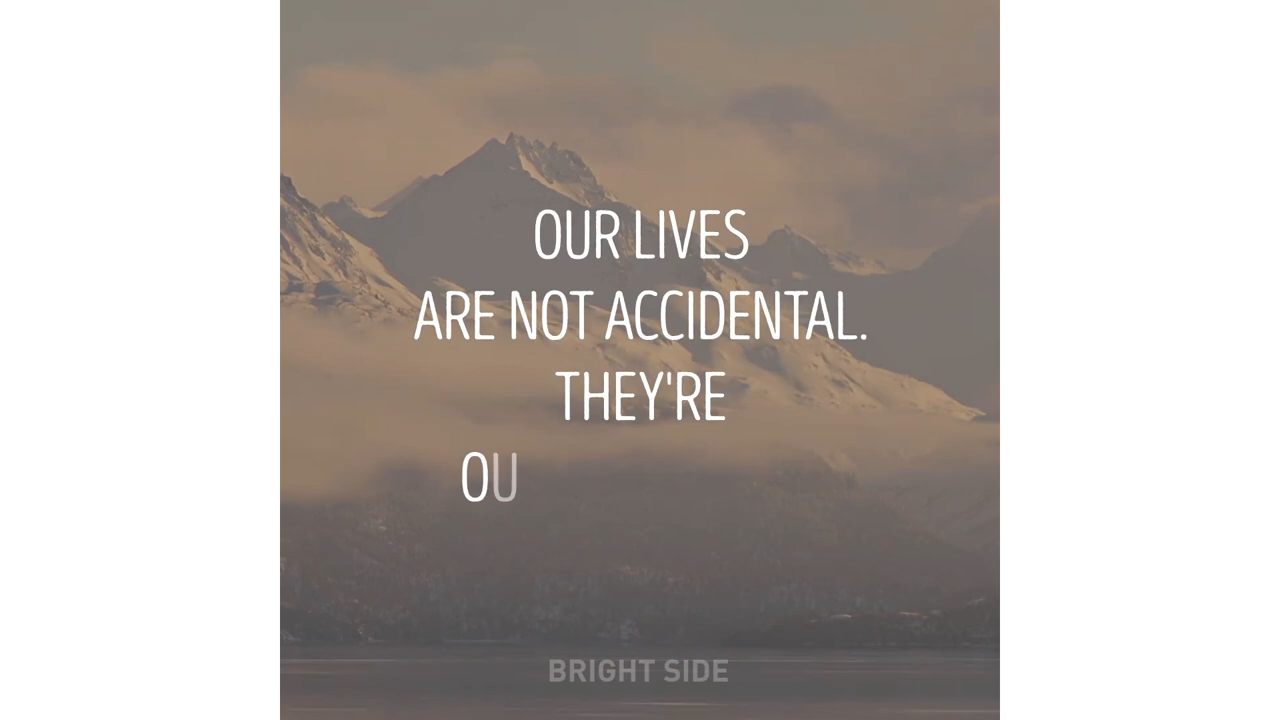 OUR LIVES
ARE NOT ACCIDENTAL.
THEY'RE
OU
BRIGHT SIDE